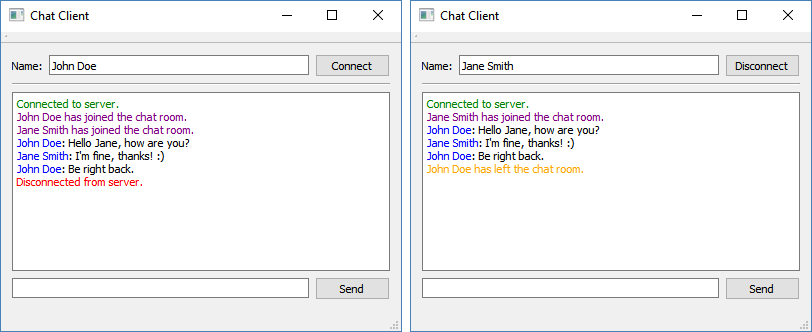 Chat Client
Name: John Doe Connect
Connected to server.
John Doe has joined the chat room.
Jane Smith has joined the chat room.
John Doe: Hello Jane, how are you?
Jane Smith: I'm fine, thanks! :)
John Doe: Be right back.
Disconnected from server.
Send
Chat Client
Name: Jane Smith Disconnect
Connected to server.
Jane Smith has joined the chat room.
John Doe: Hello Jane, how are you?
Jane Smith: I'm fine, thanks! :)
John Doe: Be right back.
John Doe has left the chat room.
Send